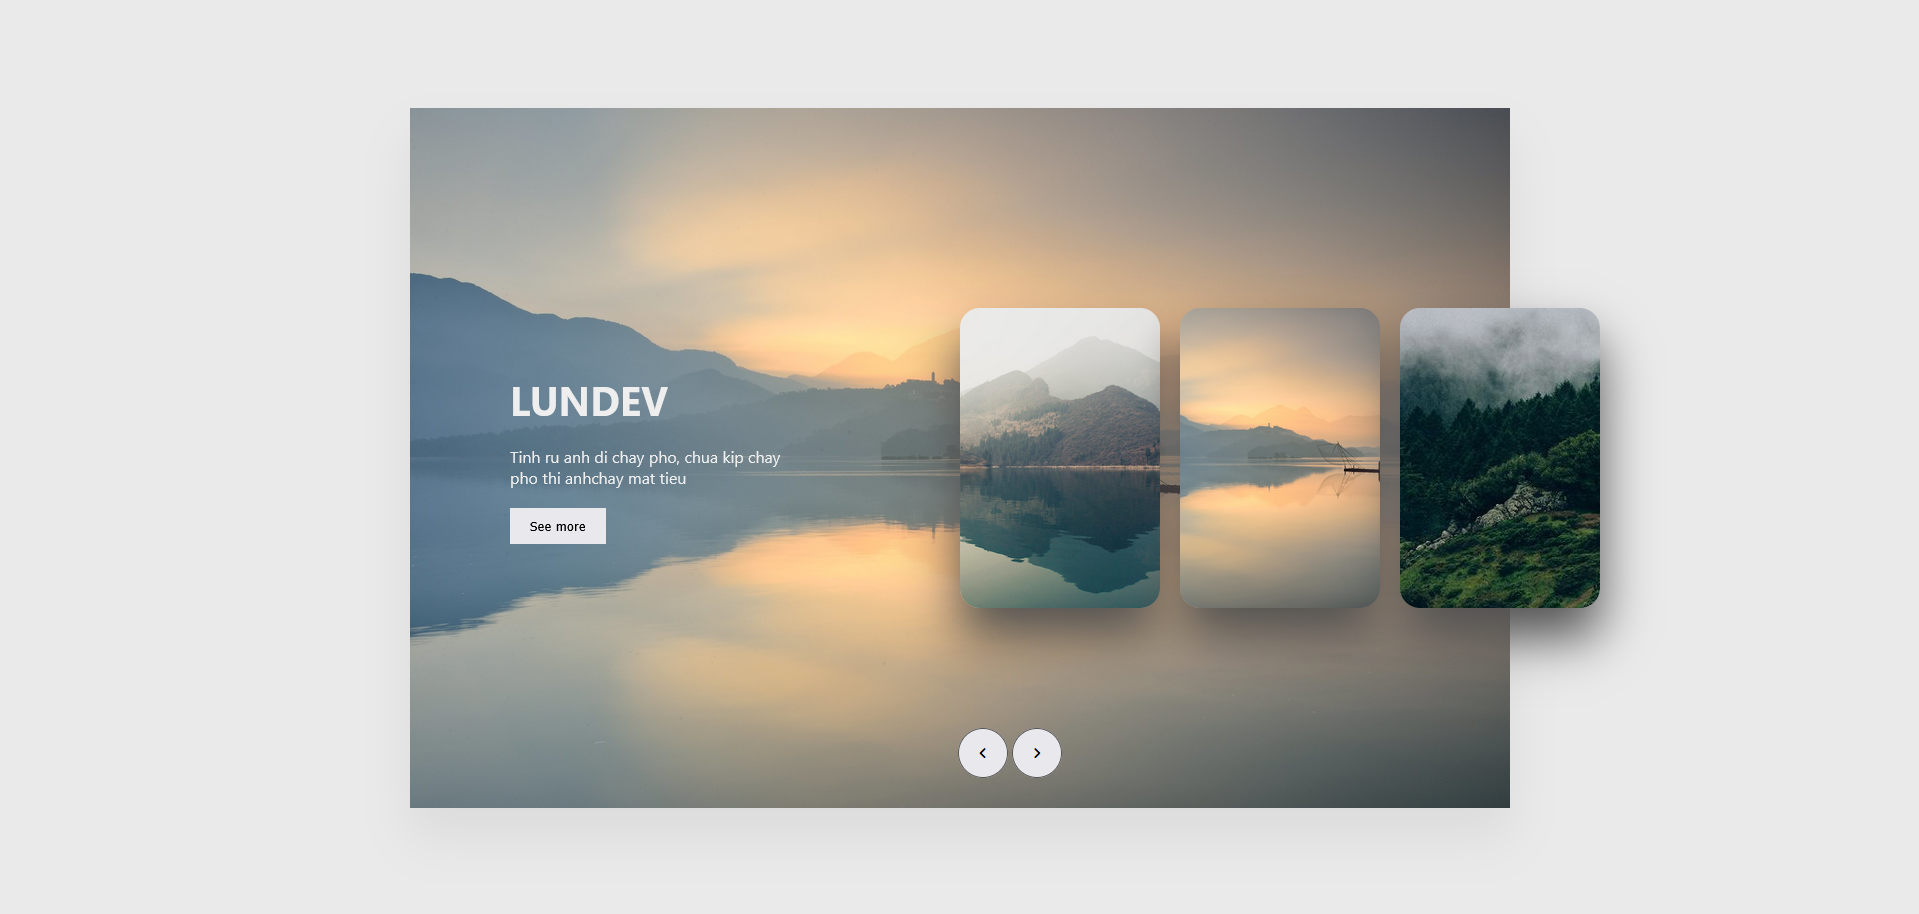 LUNDEV
Tinh ru anh di chay pho, chua kip chay
pho thi anhchay mat tieu
See more